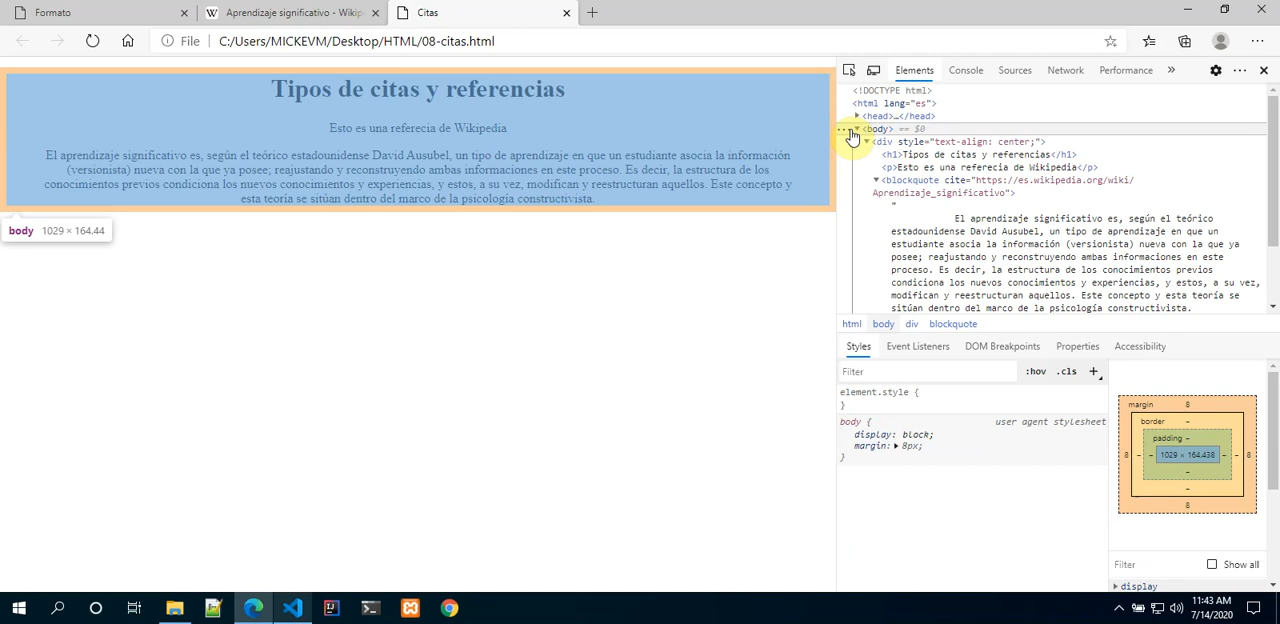 Formato
Aprendizaje significativo - Wikip
Citas
File
C:/Users/MICKEVM/Desktop/HTML/08-citas.html
Tipos de citas y referencias
Esto es una referecia de Wikipedia
El aprendizaje significativo es, según el teórico estadounidense David Ausubel, un tipo de aprendizaje en que un estudiante asocia la información
(versionista) nueva con la que ya posee; reajustando y reconstruyendo ambas informaciones en este proceso. Es decir, la estructura de los
conocimientos previos condiciona los nuevos conocimientos y experiencias, y estos, a su vez, modifican y reestructuran aquellos. Este concepto y
esta teoría se sitúan dentro del marco de la psicología constructivista.
body 1029 × 164.44
Elements Console Sources Network Performance »
<!DOCTYPE html>
<html lang="es">
<head>…</head>
<body> == $0
<div style="text-align: center;">
<h1>Tipos de citas y referencias</h1>
<p>Esto es una referecia de Wikipedia</p>
<blockquote cite="https://es.wikipedia.org/wiki/
Aprendizaje_significativo">
"
El aprendizaje significativo es, según el teórico
estadounidense David Ausubel, un tipo de aprendizaje en que un
estudiante asocia la información (versionista) nueva con la que ya
posee; reajustando y reconstruyendo ambas informaciones en este
proceso. Es decir, la estructura de los conocimientos previos
condiciona los nuevos conocimientos y experiencias, y estos, a su vez,
modifican y reestructuran aquellos. Este concepto y esta teoría se
sitúan dentro del marco de la psicología constructivista.
html body div blockquote
Styles Event Listeners DOM Breakpoints Properties Accessibility
Filter :hov .cls +
element.style {
}
body { user agent stylesheet
display: block;
margin: 8px;
}
margin 8
border –
padding –
8 – – 1029 × 164.438 – – 8
–
–
8
Filter Show all
display
11:43 AM
7/14/2020